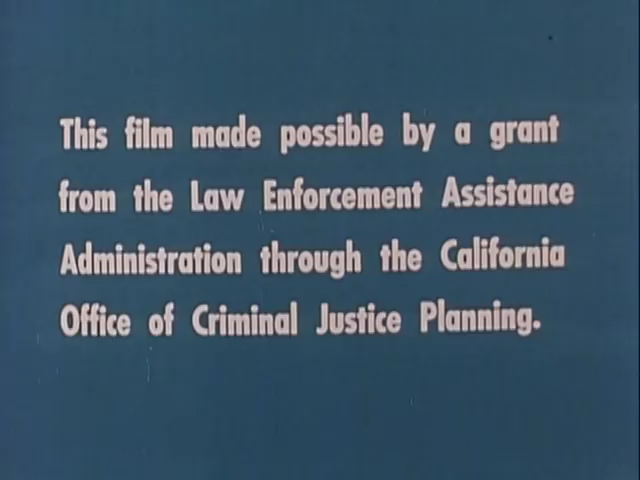 This film made possible by a grant
from the Law Enforcement Assistance
Administration through the California
Office of Criminal Justice Planning.